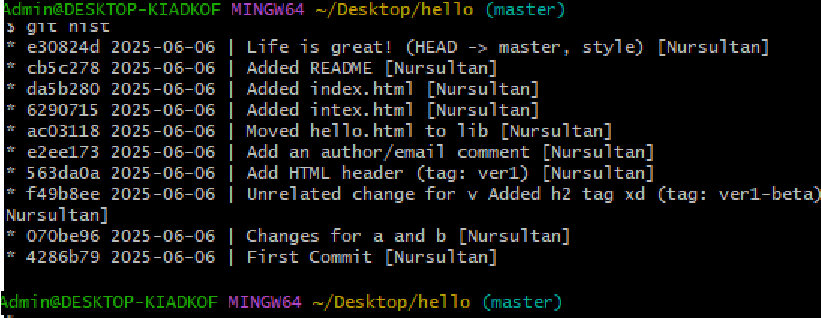 Admin@DESKTOP-KIADKOF MINGW64 ~/Desktop/hello (master)
$ git hist
* e30824d 2025-06-06 | Life is great! (HEAD -> master, style) [Nursultan]
* cb5c278 2025-06-06 | Added README [Nursultan]
* da5b280 2025-06-06 | Added index.html [Nursultan]
* 6290715 2025-06-06 | Added intex.html [Nursultan]
* ac03118 2025-06-06 | Moved hello.html to lib [Nursultan]
* e2ee173 2025-06-06 | Add an author/email comment [Nursultan]
* 563da0a 2025-06-06 | Add HTML header (tag: ver1) [Nursultan]
* f49b8ee 2025-06-06 | Unrelated change for v Added h2 tag xd (tag: ver1-beta)
Nursultan]
* 070be96 2025-06-06 | Changes for a and b [Nursultan]
* 4286b79 2025-06-06 | First Commit [Nursultan]
Admin@DESKTOP-KIADKOF MINGW64 ~/Desktop/hello (master)